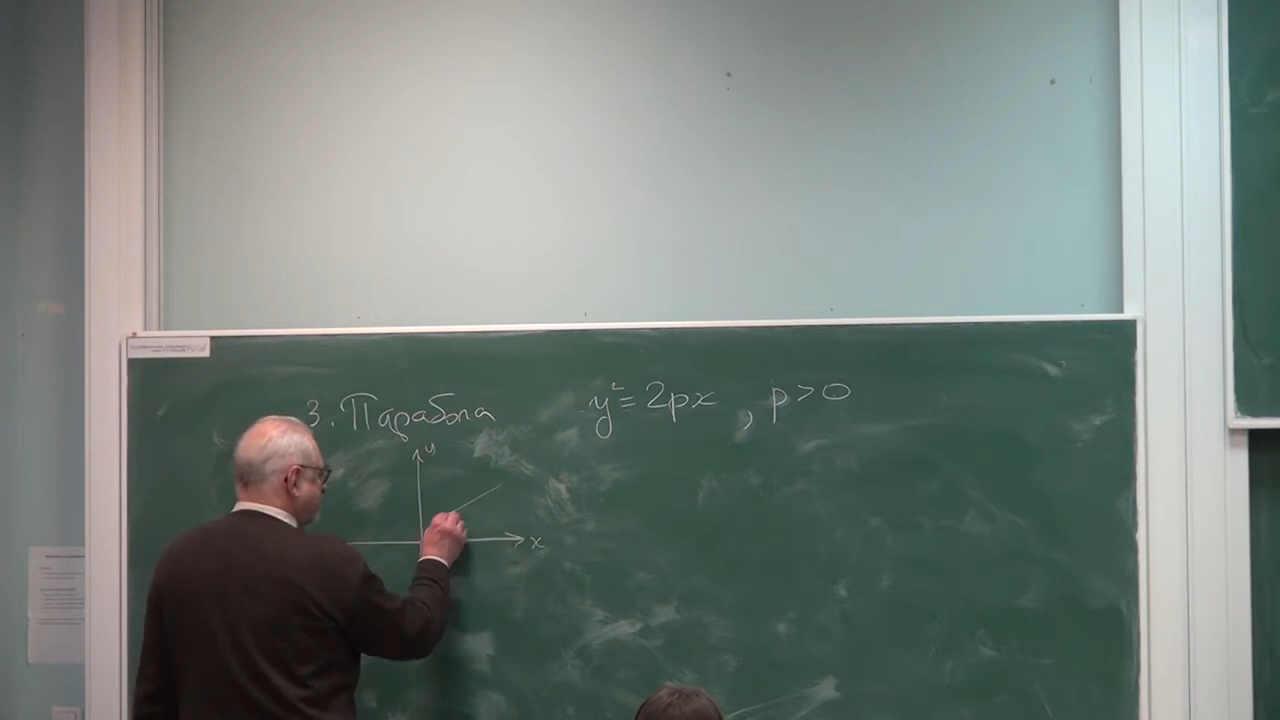 3. Парабола y² = 2px , p > 0
y
x